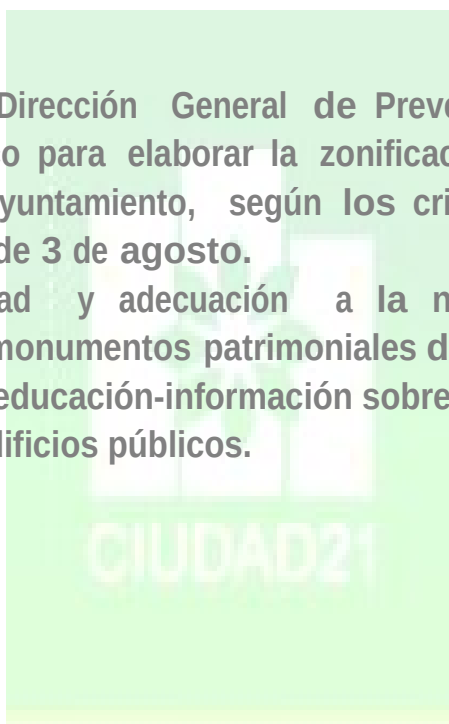 Dirección General de Preve
o para elaborar la zonificac
yuntamiento, según los cri
de 3 de agosto.
ad y adecuación a la n
monumentos patrimoniales d
educación-información sobre
dificios públicos.
CIUDAD21